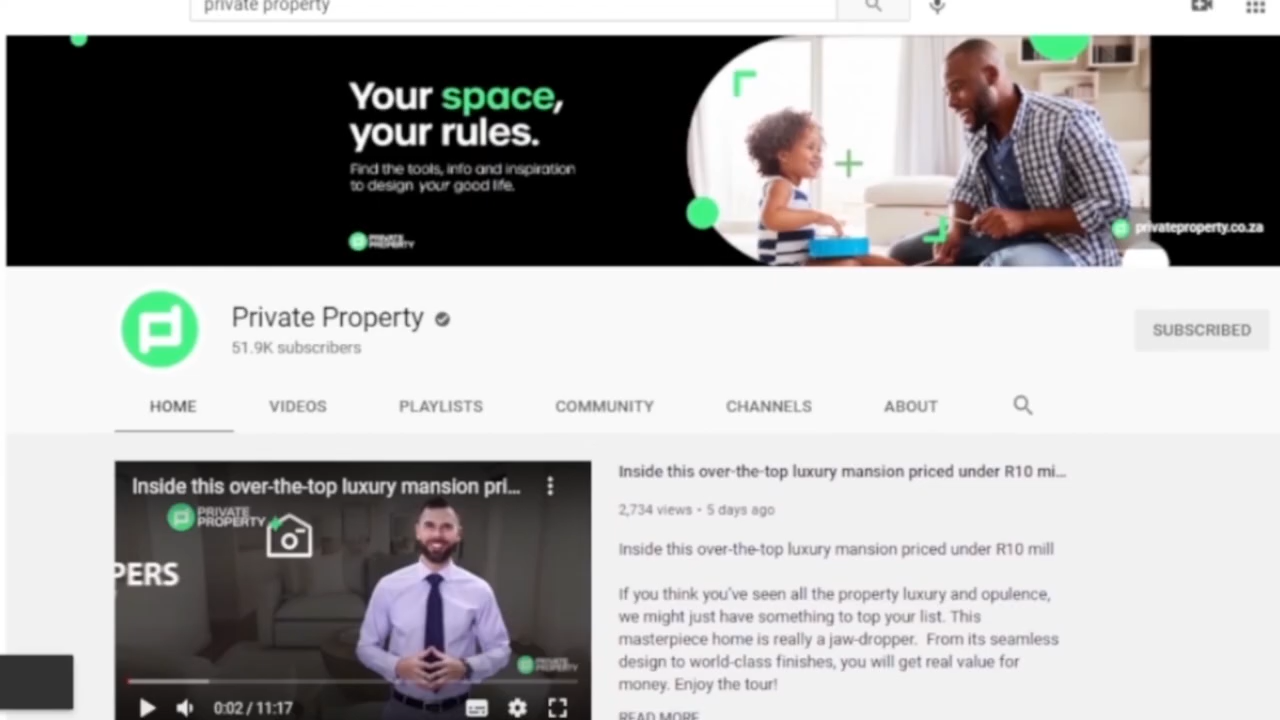 private property
Your space,
your rules.
Find the tools, info and inspiration
to design your good life.
PRIVATE
PROPERTY
privateproperty.co.za
Private Property
51.9K subscribers
SUBSCRIBED
HOME VIDEOS PLAYLISTS COMMUNITY CHANNELS ABOUT
Inside this over-the-top luxury mansion pri...
PRIVATE
PROPERTY
PERS
PRIVATE
PROPERTY
0:02 / 11:17
Inside this over-the-top luxury mansion priced under R10 mi...
2,734 views • 5 days ago
Inside this over-the-top luxury mansion priced under R10 mill
If you think you've seen all the property luxury and opulence,
we might just have something to top your list. This
masterpiece home is really a jaw-dropper. From its seamless
design to world-class finishes, you will get real value for
money. Enjoy the tour!
READ MORE